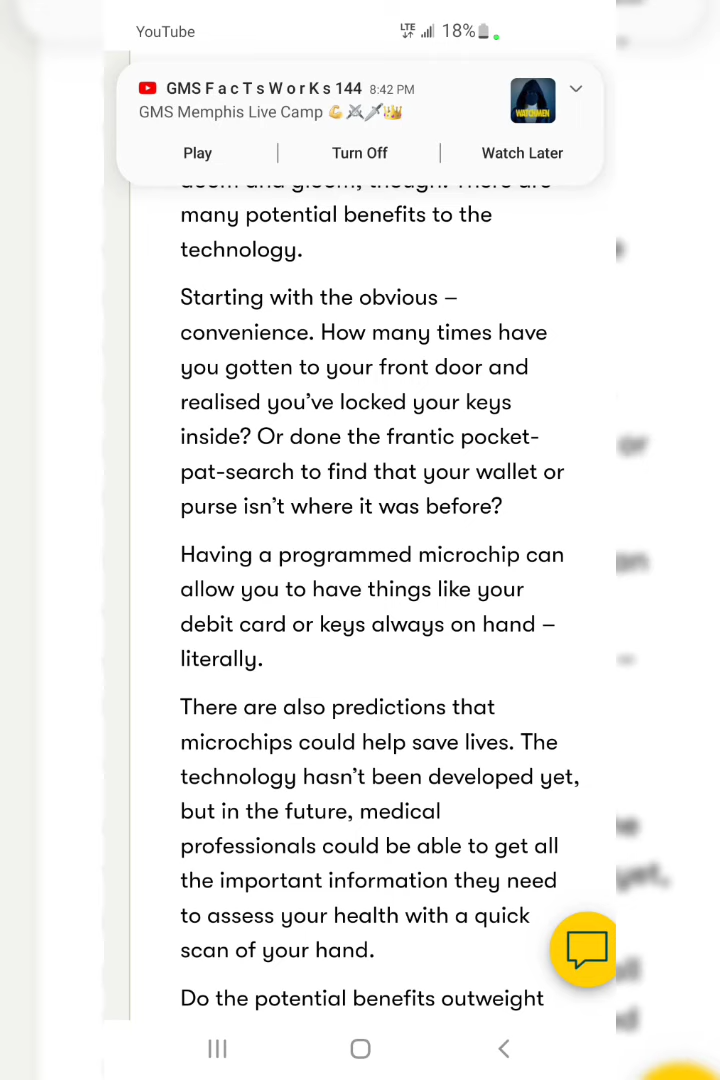 YouTube
LTE 18%
GMS F a c T s W o r K s 144 8:42 PM
GMS Memphis Live Camp 💪⚔️🗡️👑
WATCHMEN
Play | Turn Off | Watch Later
many potential benefits to the
technology.
Starting with the obvious –
convenience. How many times have
you gotten to your front door and
realised you’ve locked your keys
inside? Or done the frantic pocket-
pat-search to find that your wallet or
purse isn’t where it was before?
Having a programmed microchip can
allow you to have things like your
debit card or keys always on hand –
literally.
There are also predictions that
microchips could help save lives. The
technology hasn’t been developed yet,
but in the future, medical
professionals could be able to get all
the important information they need
to assess your health with a quick
scan of your hand.
Do the potential benefits outweight